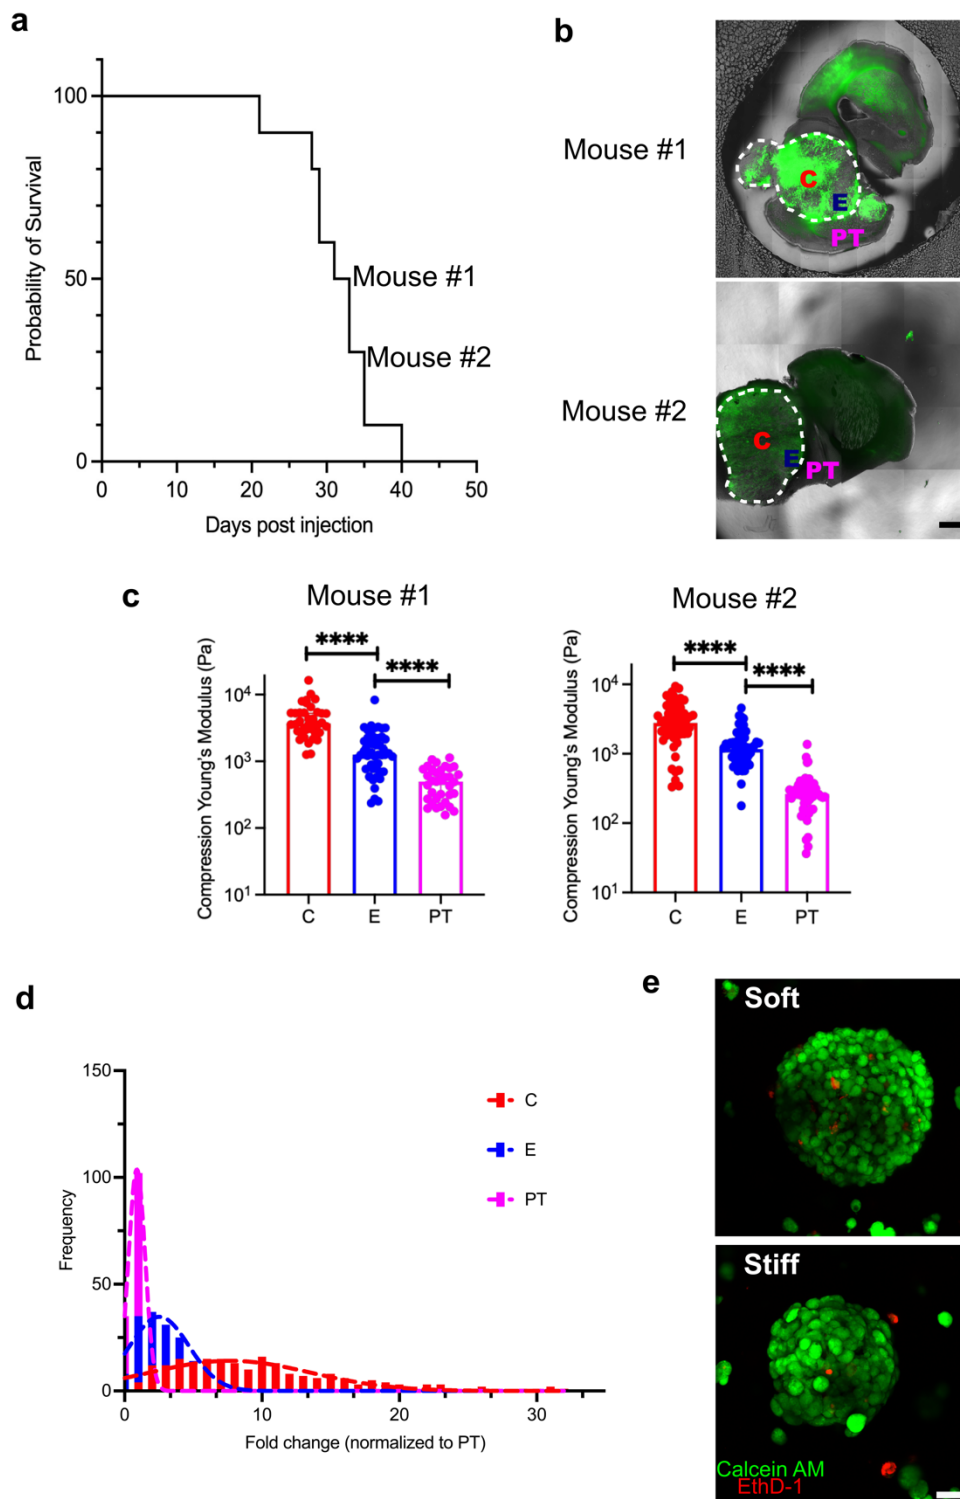 a
100
50
0
Probability of Survival
Mouse #1
Mouse #2
0
10
20
30
40
50
Days post injection
b
Mouse #1
C
E
PT
Mouse #2
C
E
PT
c
Mouse #1
****
****
Compression Young's Modulus (Pa)
10⁴
10³
10²
10¹
C
E
PT
Mouse #2
****
****
Compression Young's Modulus (Pa)
10⁴
10³
10²
10¹
C
E
PT
d
150
100
50
0
Frequency
C
E
PT
0
10
20
30
Fold change (normalized to PT)
e
Soft
Stiff
Calcein AM
EthD-1